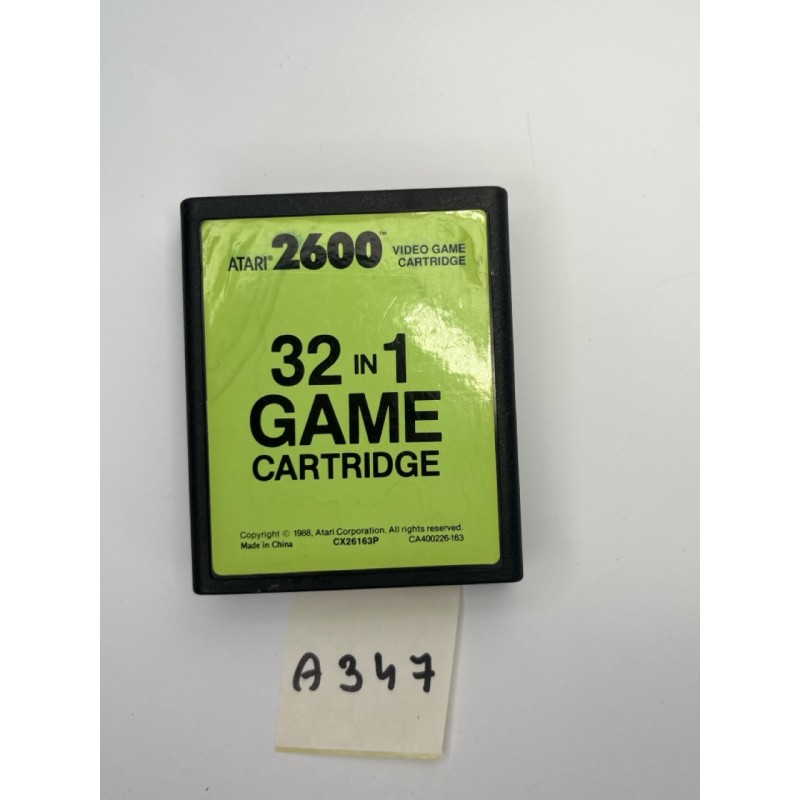 ATARI® 2600™ VIDEO GAME CARTRIDGE
32 IN 1
GAME
CARTRIDGE
Copyright © 1988, Atari Corporation. All rights reserved.
Made in China CX26163P CA400226-163
A347